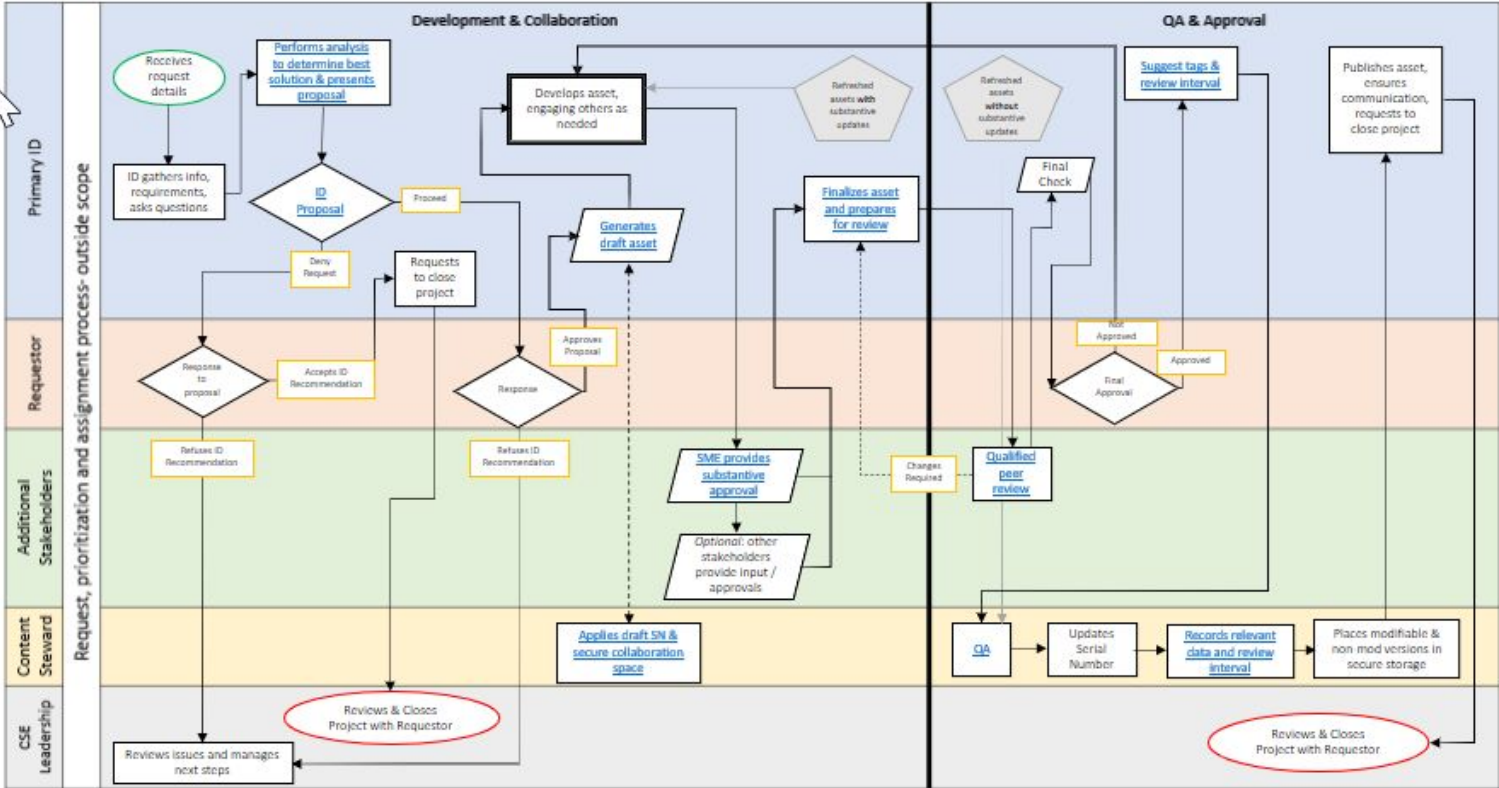 Development & Collaboration
QA & Approval
Primary ID
Requestor
Additional
Stakeholders
Content
Steward
CSE
Leadership
Request, prioritization and assignment process- outside scope
Receives
request
details
Performs analysis
to determine best
solution & presents
proposal
ID gathers info,
requirements,
asks questions
ID
Proposal
Proceed
Deny
Request
Requests
to close
project
Develops asset,
engaging others as
needed
Generates
draft asset
Refreshed
assets with
substantive
updates
Refreshed
assets
without
substantive
updates
Finalizes asset
and prepares
for review
Final
Check
Suggest tags &
review interval
Publishes asset,
ensures
communication,
requests to
close project
Response
to
proposal
Accepts ID
Recommendation
Response
Approves
Proposal
Not
Approved
Approved
Final
Approval
Refuses ID
Recommendation
Refuses ID
Recommendation
SME provides
substantive
approval
Optional: other
stakeholders
provide input /
approvals
Changes
Required
Qualified
peer
review
Applies draft SN &
secure collaboration
space
QA
Updates
Serial
Number
Records relevant
data and review
interval
Places modifiable &
non-mod versions in
secure storage
Reviews & Closes
Project with Requestor
Reviews issues and manages
next steps
Reviews & Closes
Project with Requestor